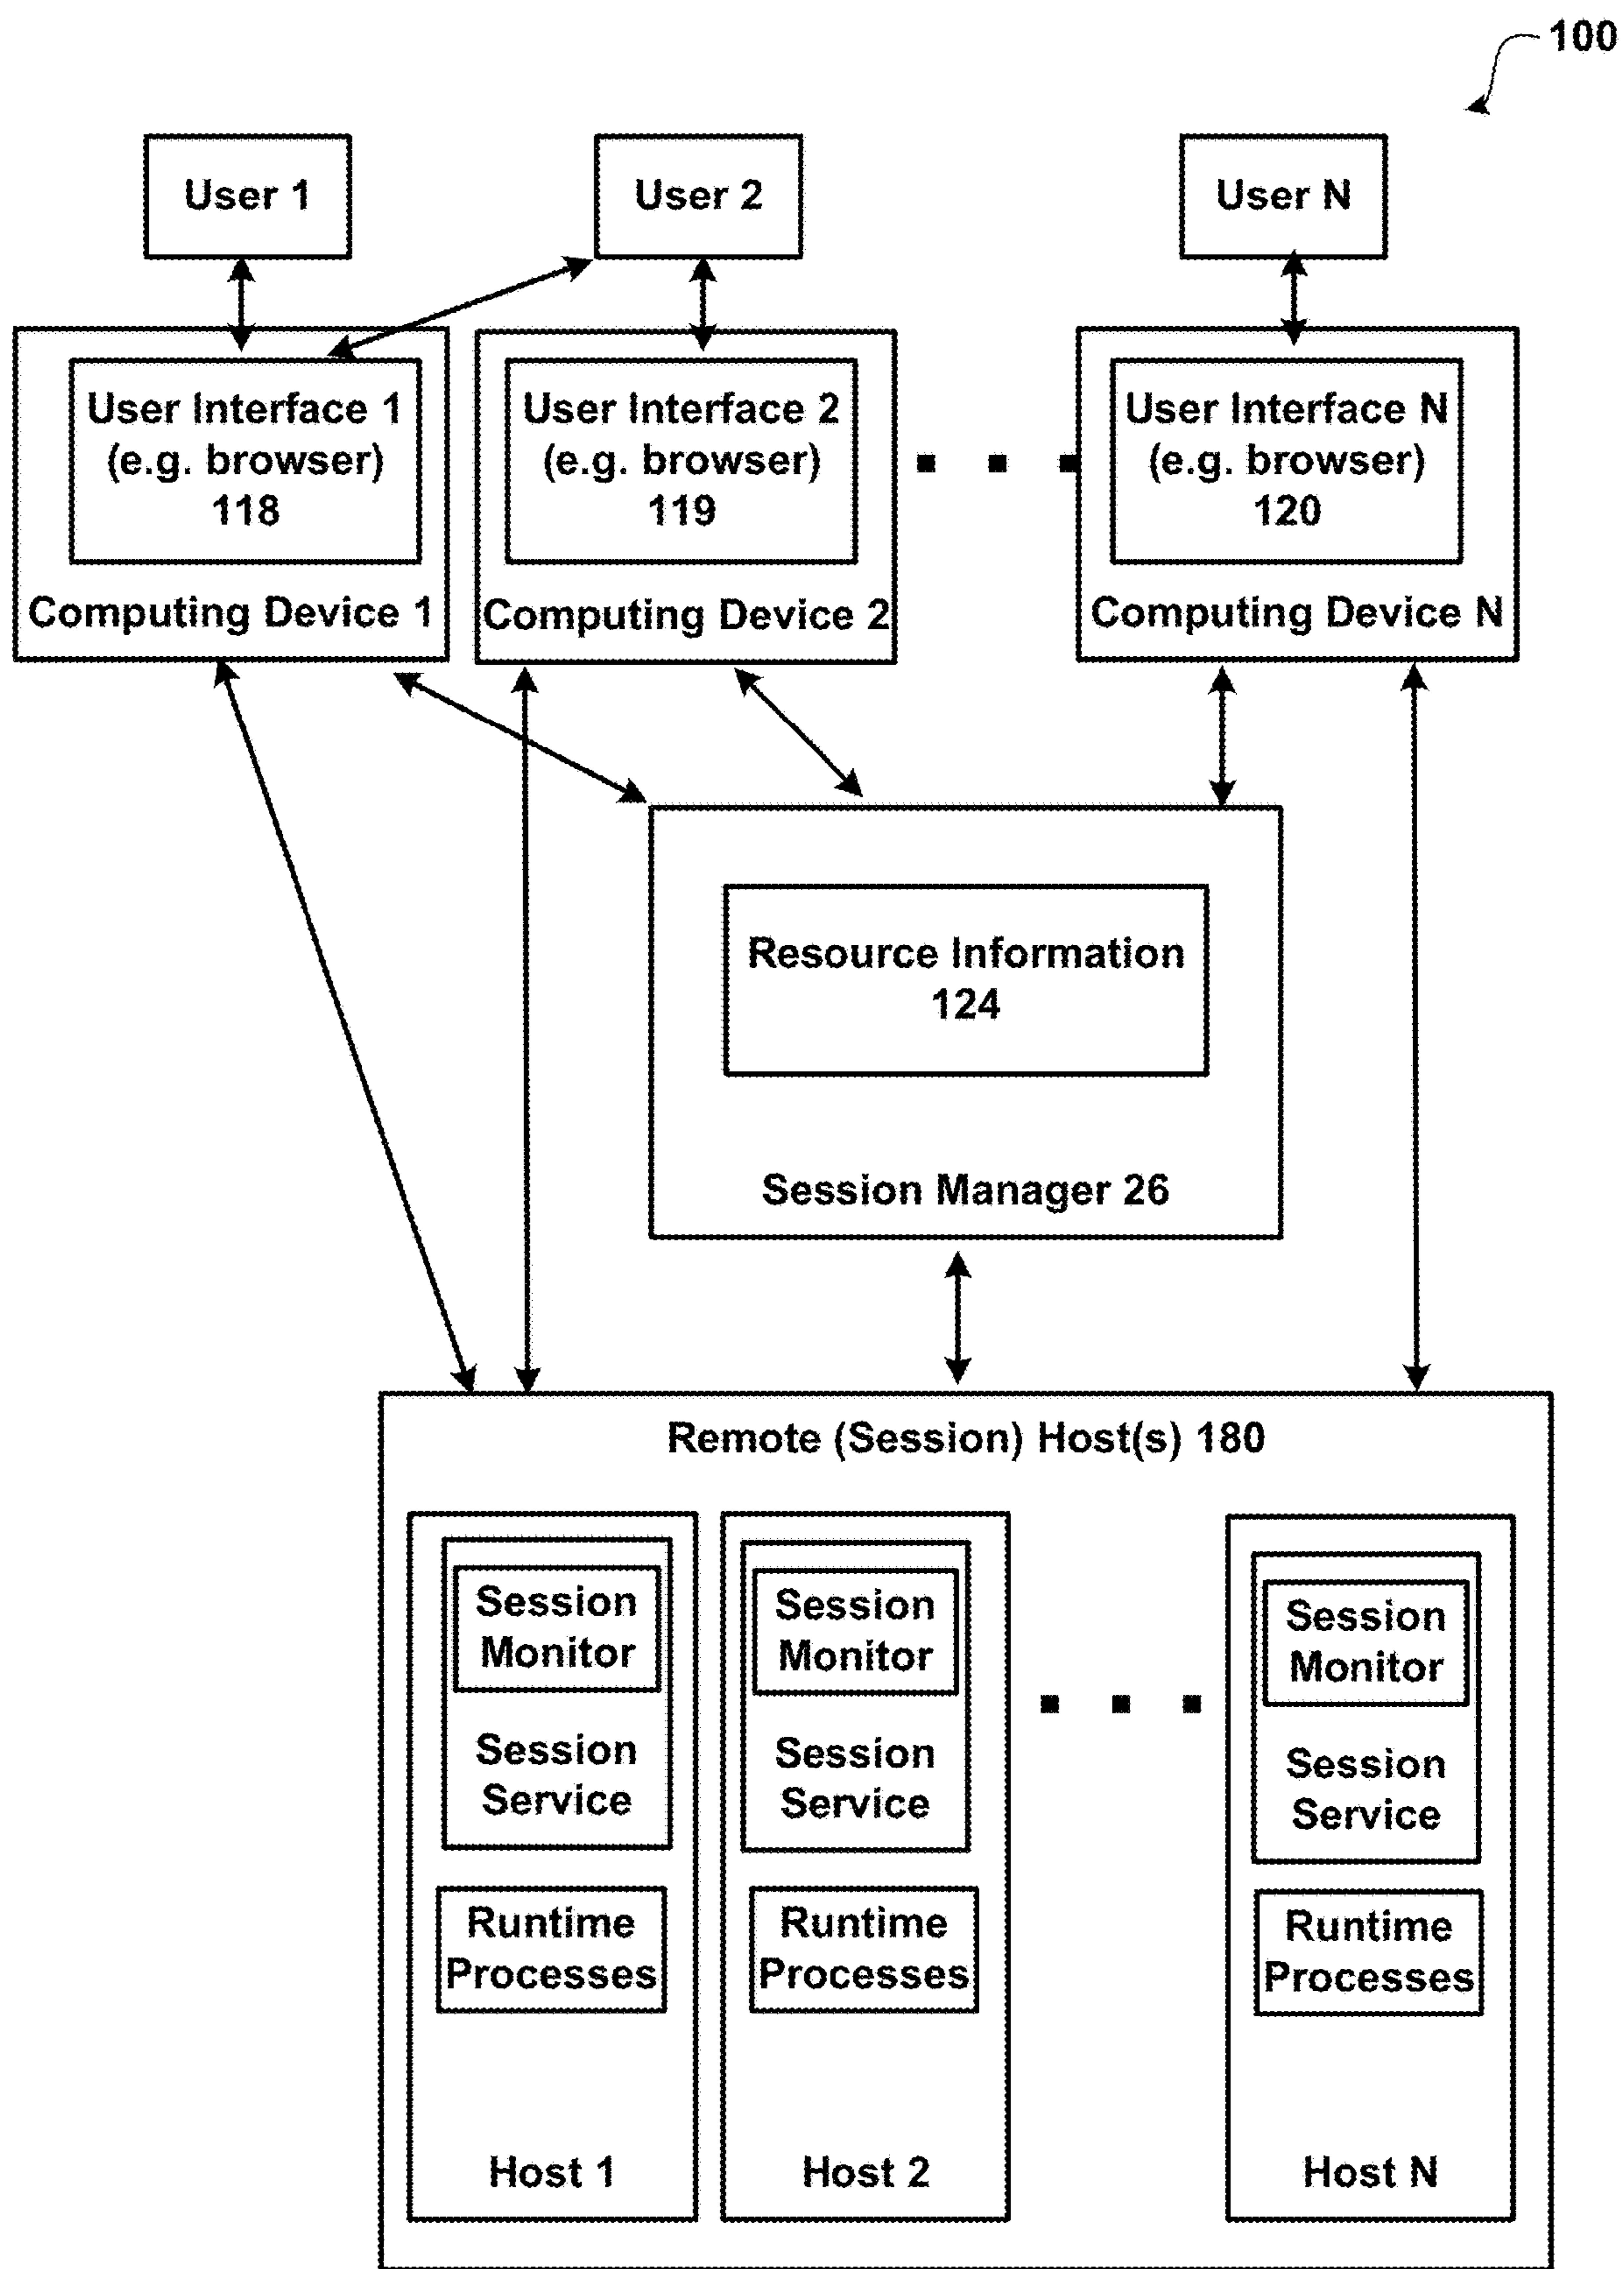 100
User 1
User 2
User N
User Interface 1
(e.g. browser)
118
Computing Device 1
User Interface 2
(e.g. browser)
119
Computing Device 2
User Interface N
(e.g. browser)
120
Computing Device N
Resource Information
124
Session Manager 26
Remote (Session) Host(s) 180
Session
Monitor
Session
Service
Runtime
Processes
Host 1
Session
Monitor
Session
Service
Runtime
Processes
Host 2
Session
Monitor
Session
Service
Runtime
Processes
Host N